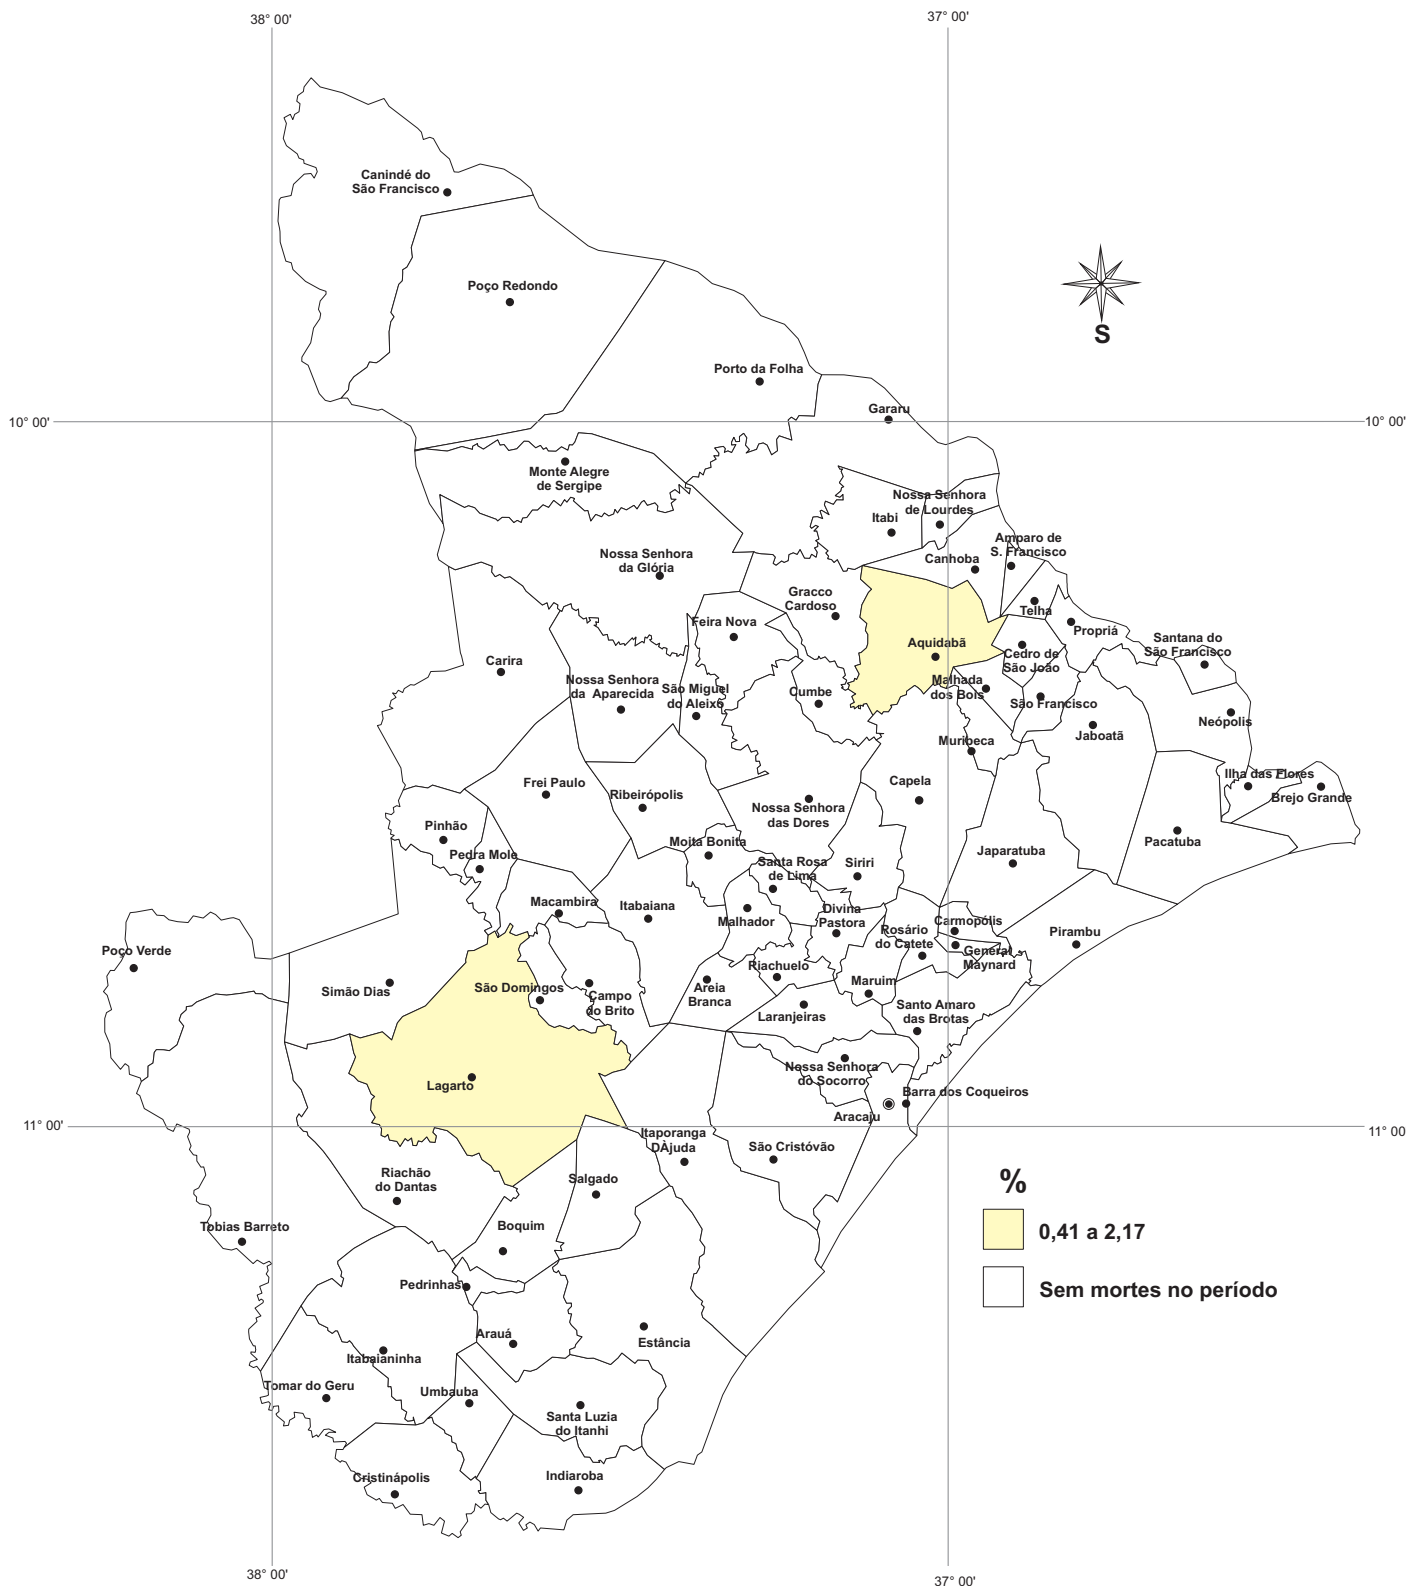 38° 00'
37° 00'
Canindé do
São Francisco
Poço Redondo
S
Porto da Folha
Gararu
10° 00'
10° 00'
Monte Alegre
de Sergipe
Nossa Senhora
de Lourdes
Itabi
Amparo de
S. Francisco
Nossa Senhora
da Glória
Canhoba
Gracco
Cardoso
Telha
Feira Nova
Propriá
Santana do
São Francisco
Aquidabã
Cedro de
São João
Carira
Nossa Senhora
da Aparecida
São Miguel
do Aleixo
Cumbe
Malhada
dos Bois
São Francisco
Neópolis
Jaboatã
Muribeca
Frei Paulo
Ribeirópolis
Capela
Ilha das Flores
Brejo Grande
Nossa Senhora
das Dores
Pinhão
Moita Bonita
Pacatuba
Pedra Mole
Santa Rosa
de Lima
Siriri
Japaratuba
Macambira
Itabaiana
Malhador
Divina
Pastora
Carmopólis
Rosário
do Catete
Pirambu
General
Maynard
Poço Verde
Simão Dias
São Domingos
Campo
do Brito
Areia
Branca
Riachuelo
Maruim
Laranjeiras
Santo Amaro
das Brotas
Lagarto
Nossa Senhora
do Socorro
Barra dos Coqueiros
Aracaju
11° 00'
11° 00
Itaporanga
DÀjuda
São Cristóvão
Riachão
do Dantas
Salgado
%
Tobias Barreto
Boquim
0,41 a 2,17
Pedrinhas
Sem mortes no período
Arauá
Estância
Itabaianinha
Tomar do Geru
Umbauba
Santa Luzia
do Itanhi
Cristinápolis
Indiaroba
38° 00'
37° 00'